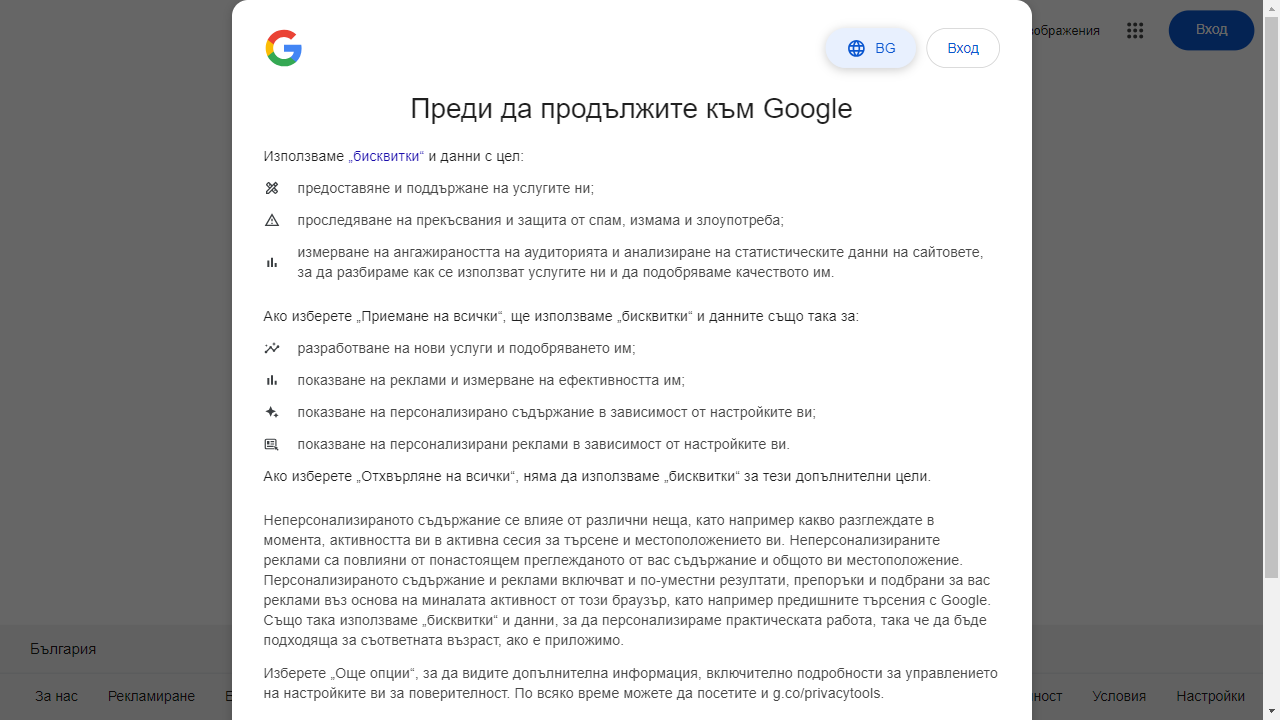 Вход
BG
Вход
Преди да продължите към Google
Използваме „бисквитки“ и данни с цел:
предоставяне и поддържане на услугите ни;
проследяване на прекъсвания и защита от спам, измама и злоупотреба;
измерване на ангажираността на аудиторията и анализиране на статистическите данни на сайтовете,
за да разбираме как се използват услугите ни и да подобряваме качеството им.
Ако изберете „Приемане на всички“, ще използваме „бисквитки“ и данните също така за:
разработване на нови услуги и подобряването им;
показване на реклами и измерване на ефективността им;
показване на персонализирано съдържание в зависимост от настройките ви;
показване на персонализирани реклами в зависимост от настройките ви.
Ако изберете „Отхвърляне на всички“, няма да използваме „бисквитки“ за тези допълнителни цели.
Неперсонализираното съдържание се влияе от различни неща, като например какво разглеждате в
момента, активността ви в активна сесия за търсене и местоположението ви. Неперсонализираните
реклами са повлияни от понастоящем преглежданото от вас съдържание и общото ви местоположение.
Персонализираното съдържание и реклами включват и по-уместни резултати, препоръки и подбрани за вас
реклами въз основа на миналата активност от този браузър, като например предишните търсения с Google.
Също така използваме „бисквитки“ и данни, за да персонализираме практическата работа, така че да бъде
подходяща за съответната възраст, ако е приложимо.
Изберете „Още опции“, за да видите допълнителна информация, включително подробности за управлението
на настройките ви за поверителност. По всяко време можете да посетите и g.co/privacytools.
България
За нас Рекламиране Условия Настройки